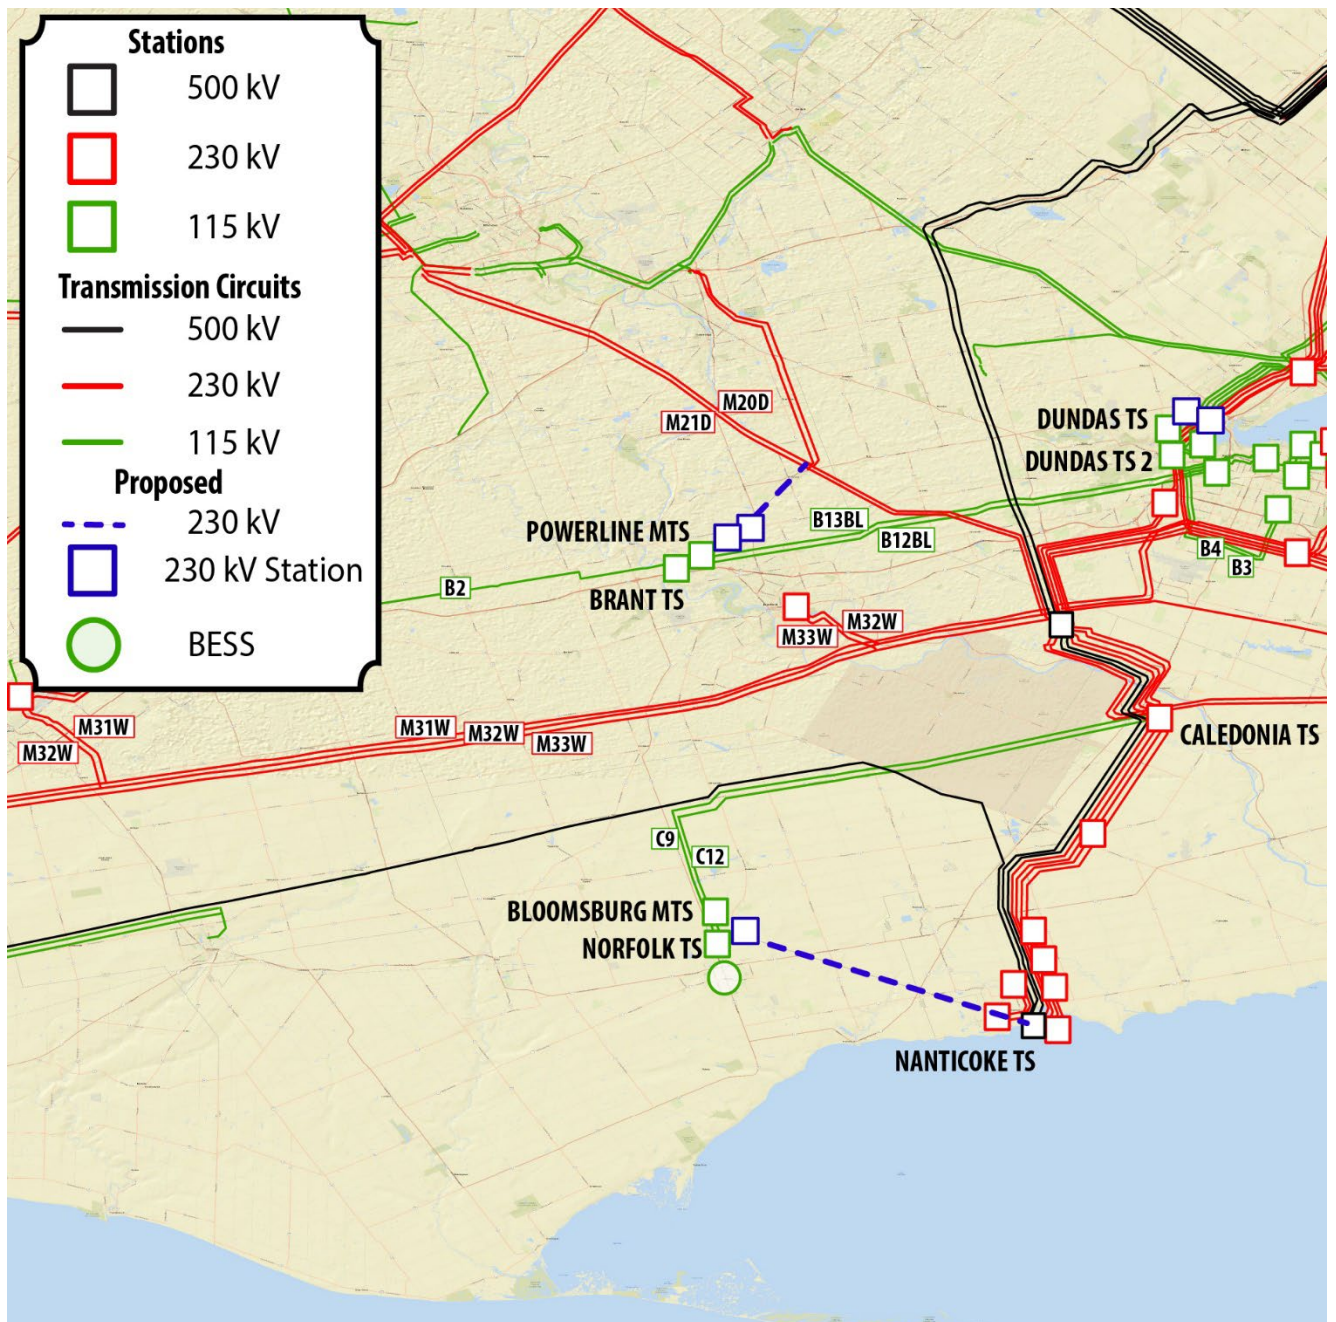 Stations
500 kV
230 kV
115 kV
Transmission Circuits
500 kV
230 kV
115 kV
Proposed
230 kV
230 kV Station
BESS
M20D
M21D
DUNDAS TS
DUNDAS TS 2
B13BL
POWERLINE MTS
B12BL
B4
B3
B2
BRANT TS
M32W
M33W
M31W
M32W
M31W
M32W
M33W
CALEDONIA TS
C9
C12
BLOOMSBURG MTS
NORFOLK TS
NANTICOKE TS